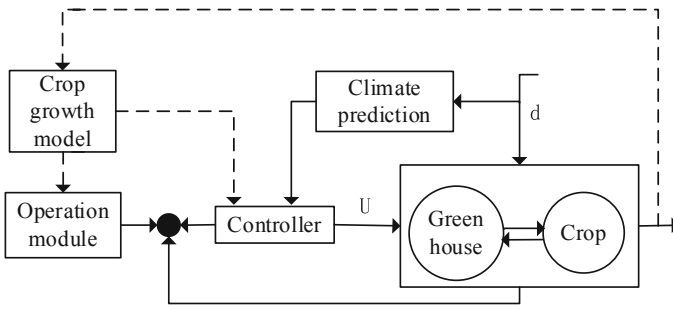 Crop
growth
model
Climate
prediction
d
Operation
module
Controller
U
Green
house
Crop